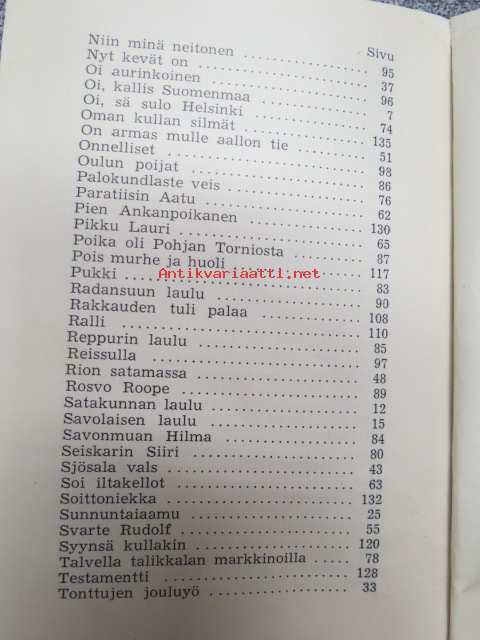 Sivu
Niin minä neitonen .................. 95
Nyt kevät on ........................ 37
Oi aurinkoinen ...................... 96
Oi, kallis Suomenmaa ................ 7
Oi, sä sulo Helsinki ................ 74
Oman kullan silmät .................. 135
On armas mulle aallon tie ........... 51
Onnelliset .......................... 98
Oulun poijat ........................ 86
Palokundlaste veis .................. 76
Paratiisin Aatu ..................... 62
Pien Ankanpoikanen .................. 130
Pikku Lauri ......................... 65
Poika oli Pohjan Torniosta .......... 87
Pois murhe ja huoli ................. 117
Pukki ............................... 83
Antikvariaatti.net
Radansuun laulu ..................... 90
Rakkauden tuli palaa ................ 108
Ralli ............................... 110
Reppurin laulu ...................... 85
Reissulla ........................... 97
Rion satamassa ...................... 48
Rosvo Roope ......................... 89
Satakunnan laulu .................... 12
Savolaisen laulu .................... 15
Savonmuan Hilma ..................... 84
Seiskarin Siiri ..................... 80
Sjösala vals ........................ 43
Soi iltakellot ...................... 63
Soittoniekka ........................ 132
Sunnuntaiaamu ....................... 25
Svarte Rudolf ....................... 55
Syynsä kullakin ..................... 120
Talvella talikkalan markkinoilla .... 78
Testamentti ......................... 128
Tonttujen jouluyö ................... 33